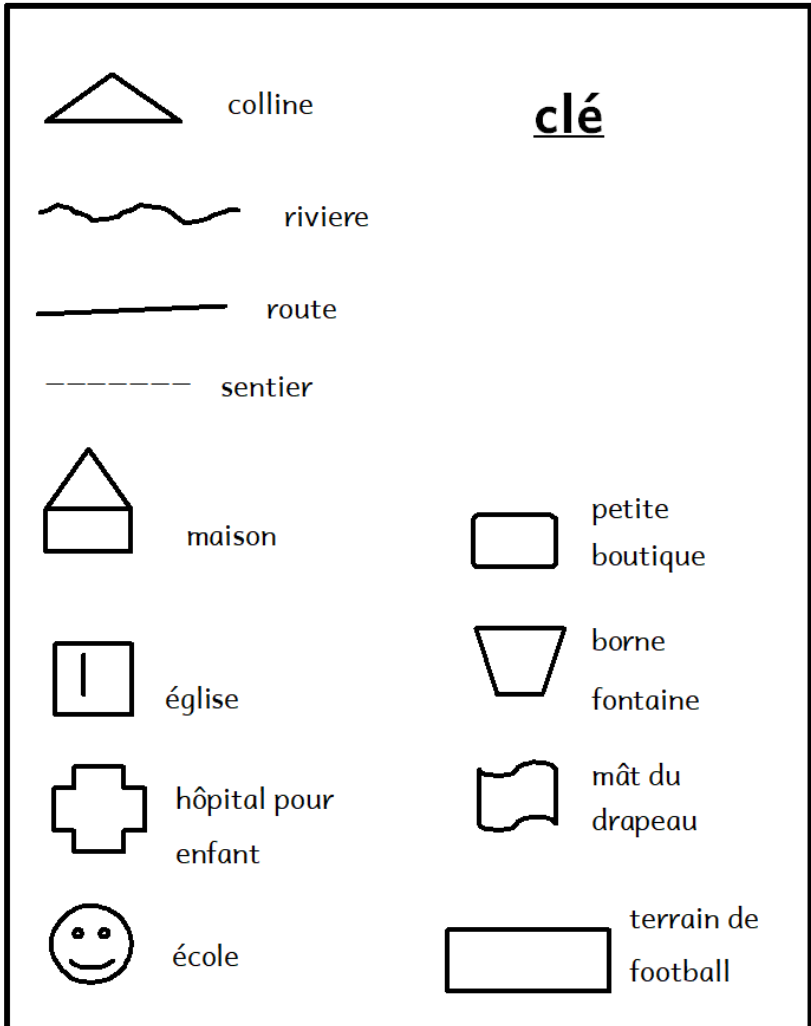 clé
colline
riviere
route
sentier
maison
église
hôpital pour
enfant
école
petite
boutique
borne
fontaine
mât du
drapeau
terrain de
football